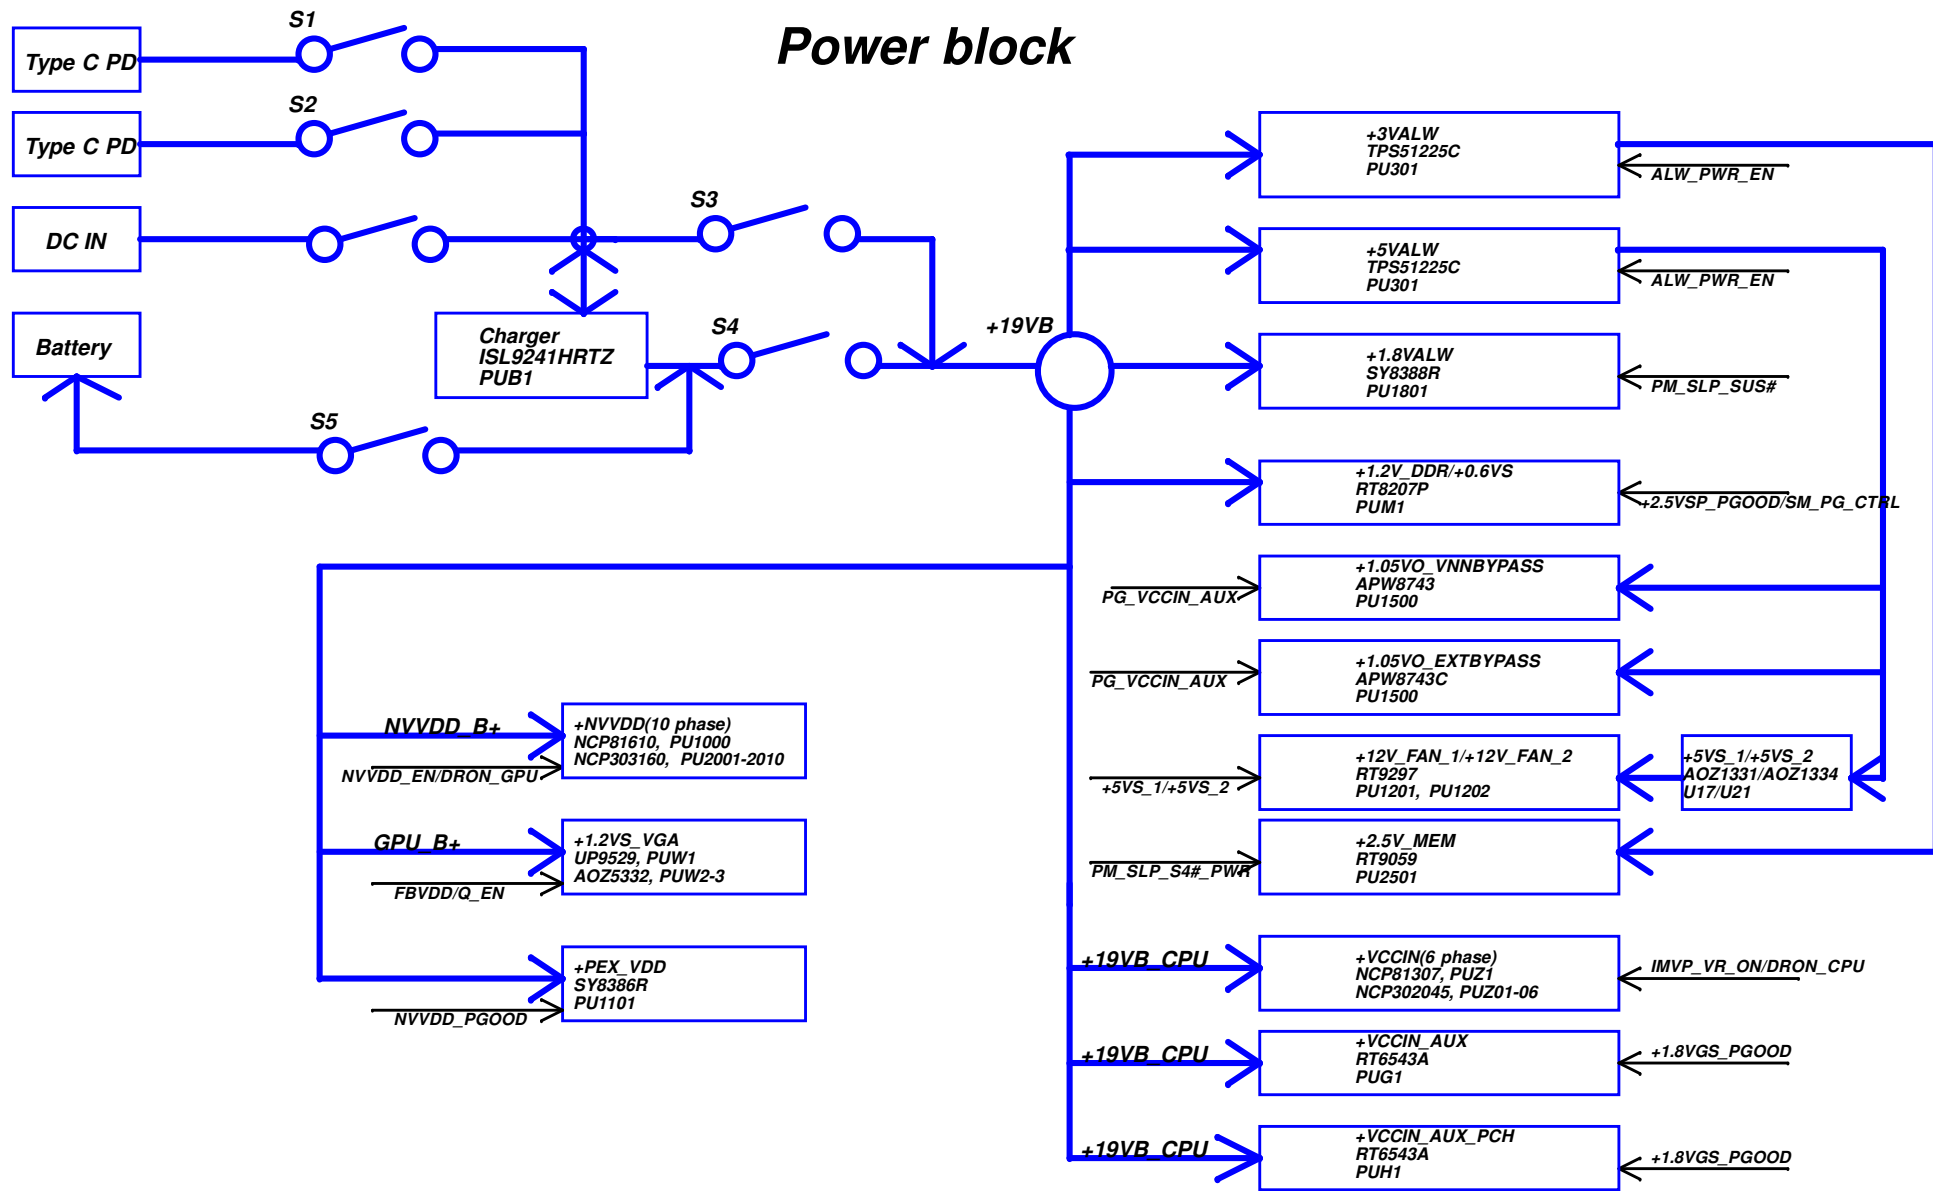 Power block
S1
Type C PD
S2
Type C PD
DC IN
S3
Battery
Charger
ISL9241HRTZ
PUB1
S4
S5
+19VB
+3VALW
TPS51225C
PU301
ALW_PWR_EN
+5VALW
TPS51225C
PU301
ALW_PWR_EN
+1.8VALW
SY8388R
PU1801
PM_SLP_SUS#
+1.2V_DDR/+0.6VS
RT8207P
PUM1
+2.5VSP_PGOOD/SM_PG_CTRL
PG_VCCIN_AUX
+1.05VO_VNNBYPASS
APW8743
PU1500
PG_VCCIN_AUX
+1.05VO_EXTBYPASS
APW8743C
PU1500
+5VS_1/+5VS_2
+12V_FAN_1/+12V_FAN_2
RT9297
PU1201, PU1202
+5VS_1/+5VS_2
AOZ1331/AOZ1334
U17/U21
PM_SLP_S4#_PWR
+2.5V_MEM
RT9059
PU2501
+19VB_CPU
+VCCIN(6 phase)
NCP81307, PUZ1
NCP302045, PUZ01-06
IMVP_VR_ON/DRON_CPU
+19VB_CPU
+VCCIN_AUX
RT6543A
PUG1
+1.8VGS_PGOOD
+19VB_CPU
+VCCIN_AUX_PCH
RT6543A
PUH1
+1.8VGS_PGOOD
NVVDD_B+
NVVDD_EN/DRON_GPU
+NVVDD(10 phase)
NCP81610, PU1000
NCP303160, PU2001-2010
GPU_B+
FBVDD/Q_EN
+1.2VS_VGA
UP9529, PUW1
AOZ5332, PUW2-3
NVVDD_PGOOD
+PEX_VDD
SY8386R
PU1101